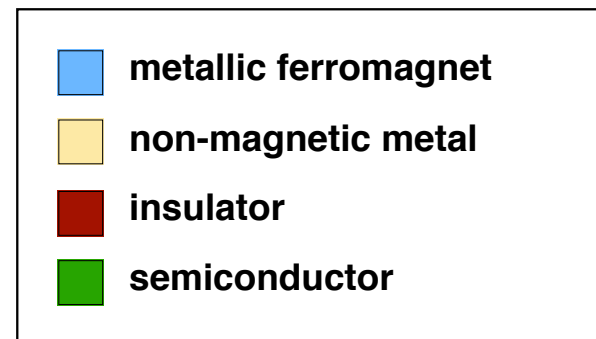 metallic ferromagnet
non-magnetic metal
insulator
semiconductor